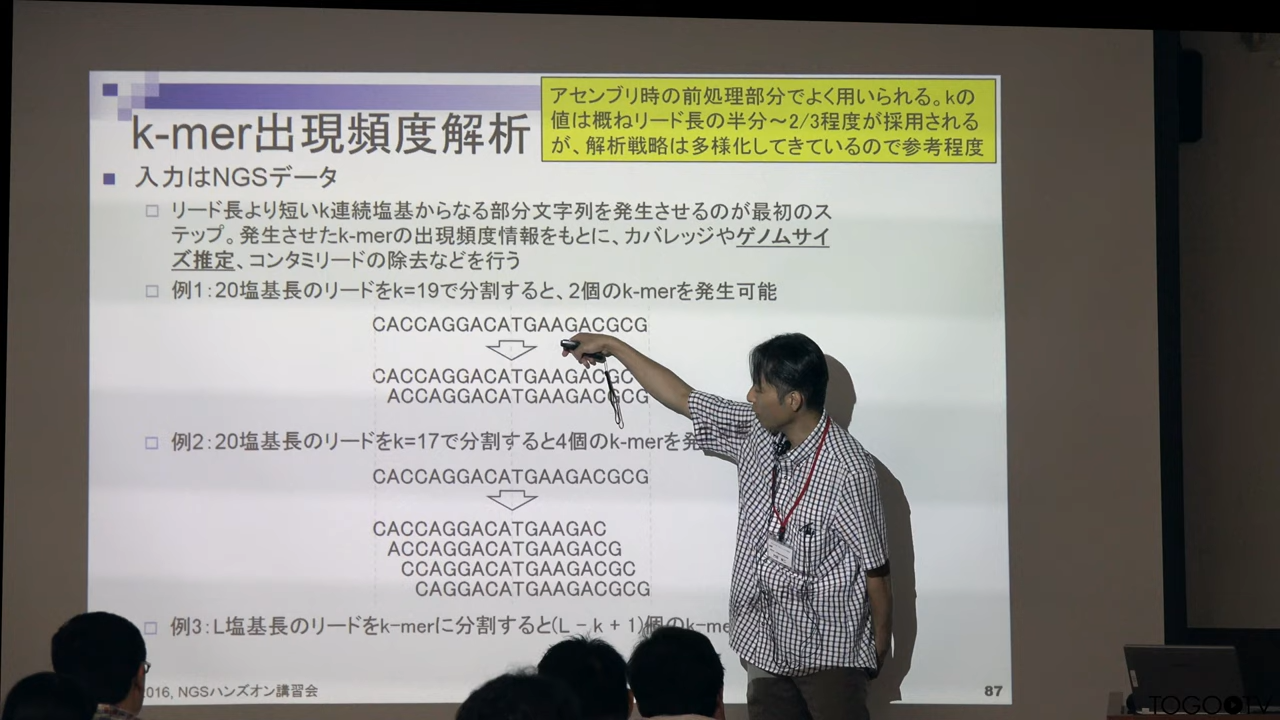 アセンブリ時の前処理部分でよく用いられる。kの
値は概ねリード長の半分～2/3程度が採用される
が、解析戦略は多様化してきているので参考程度
k-mer出現頻度解析
入力はNGSデータ
リード長より短いk連続塩基からなる部分文字列を発生させるのが最初のス
テップ。発生させたk-merの出現頻度情報をもとに、カバレッジやゲノムサイ
ズ推定、コンタミリードの除去などを行う
例1：20塩基長のリードをk=19で分割すると、2個のk-merを発生可能
CACCAGGACATGAAGACGCG
CACCAGGACATGAAGACGC
ACCAGGACATGAAGACGCG
例2：20塩基長のリードをk=17で分割すると4個のk-merを発
CACCAGGACATGAAGACGCG
CACCAGGACATGAAGAC
ACCAGGACATGAAGACG
CCAGGACATGAAGACGC
CAGGACATGAAGACGCG
例3：L塩基長のリードをk-merに分割すると(L - k + 1)個のk-me
2016, NGSハンズオン講習会
87
TOGOTV